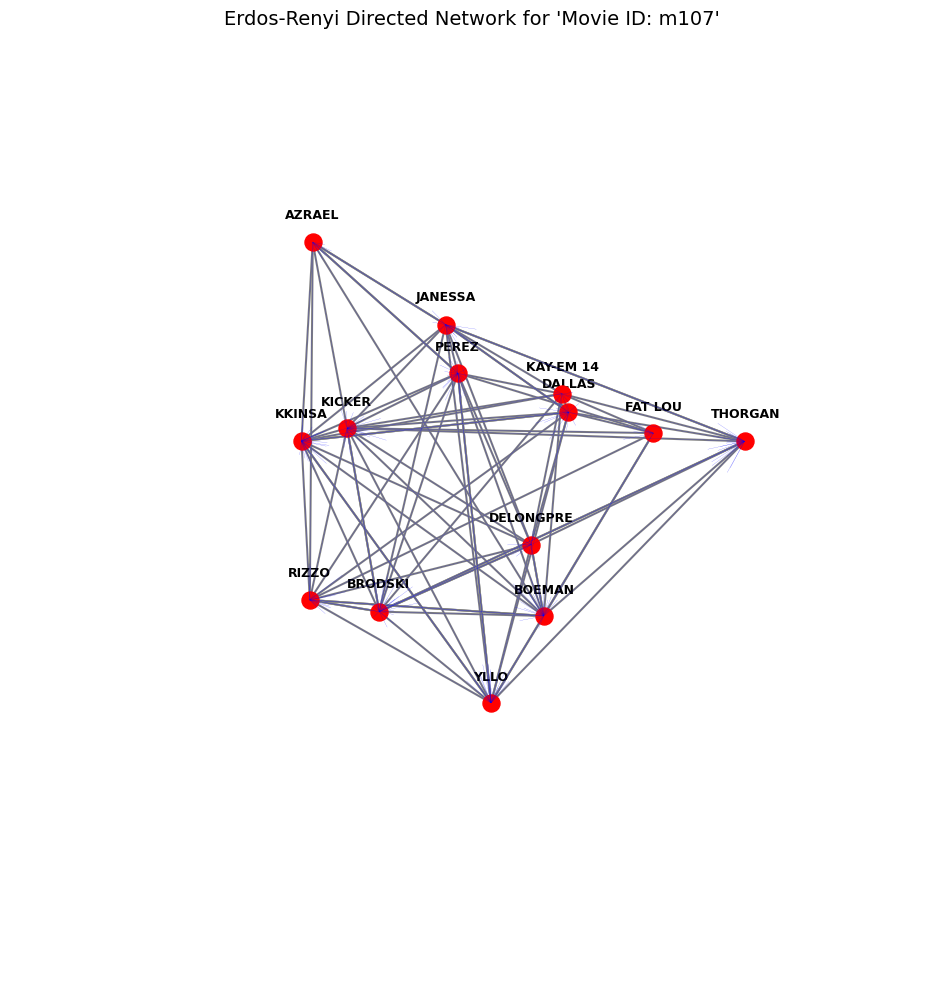 Erdos-Renyi Directed Network for 'Movie ID: m107'
AZRAEL
JANESSA
PEREZ
KAY-EM 14
DALLAS
KICKER
FAT LOU
KKINSA
THORGAN
DELONGPRE
RIZZO
BRODSKI
BOEMAN
YLLO